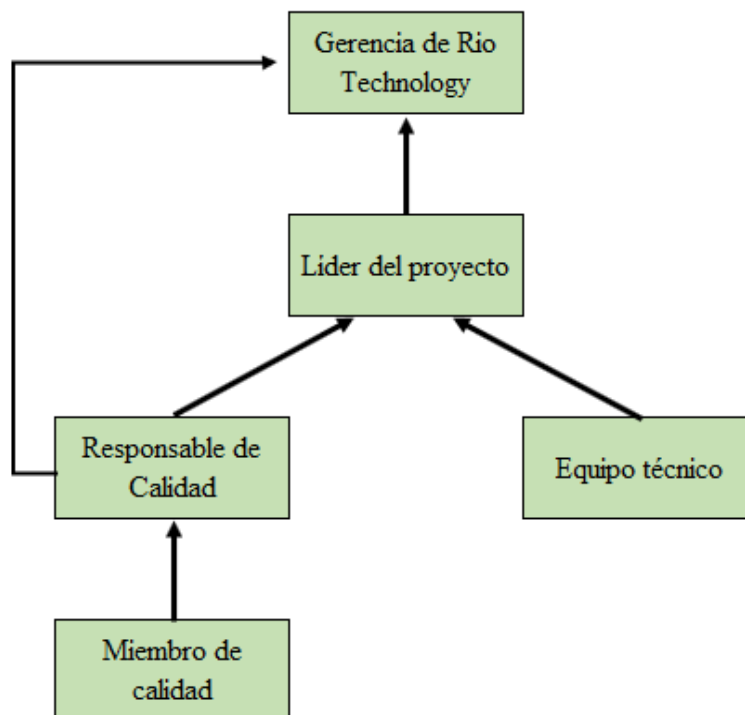 Gerencia de Rio
Technology
Líder del proyecto
Responsable de
Calidad
Equipo técnico
Miembro de
calidad